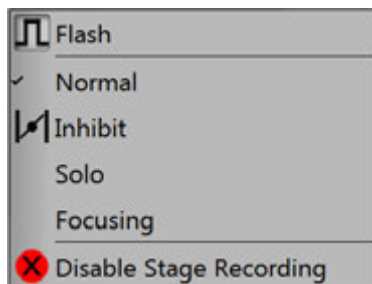 Flash
Normal
Inhibit
Solo
Focusing
Disable Stage Recording